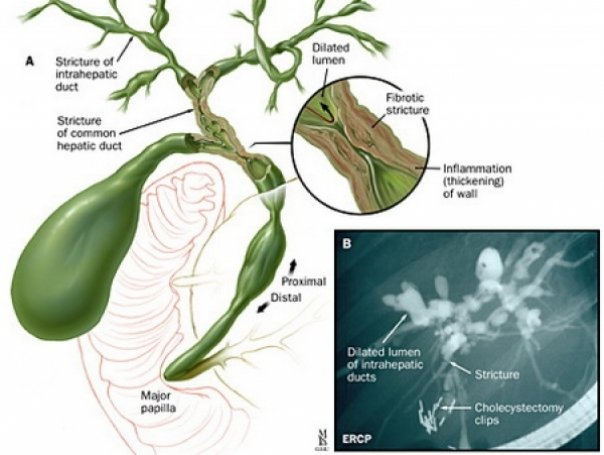 A
Stricture of
intrahepatic
duct
Stricture
of common
hepatic duct
Dilated
lumen
Fibrotic
stricture
Inflammation
(thickening)
of wall
Proximal
Distal
Major
papilla
B
Dilated lumen
of intrahepatic
ducts
Stricture
Cholecystectomy
clips
ERCP